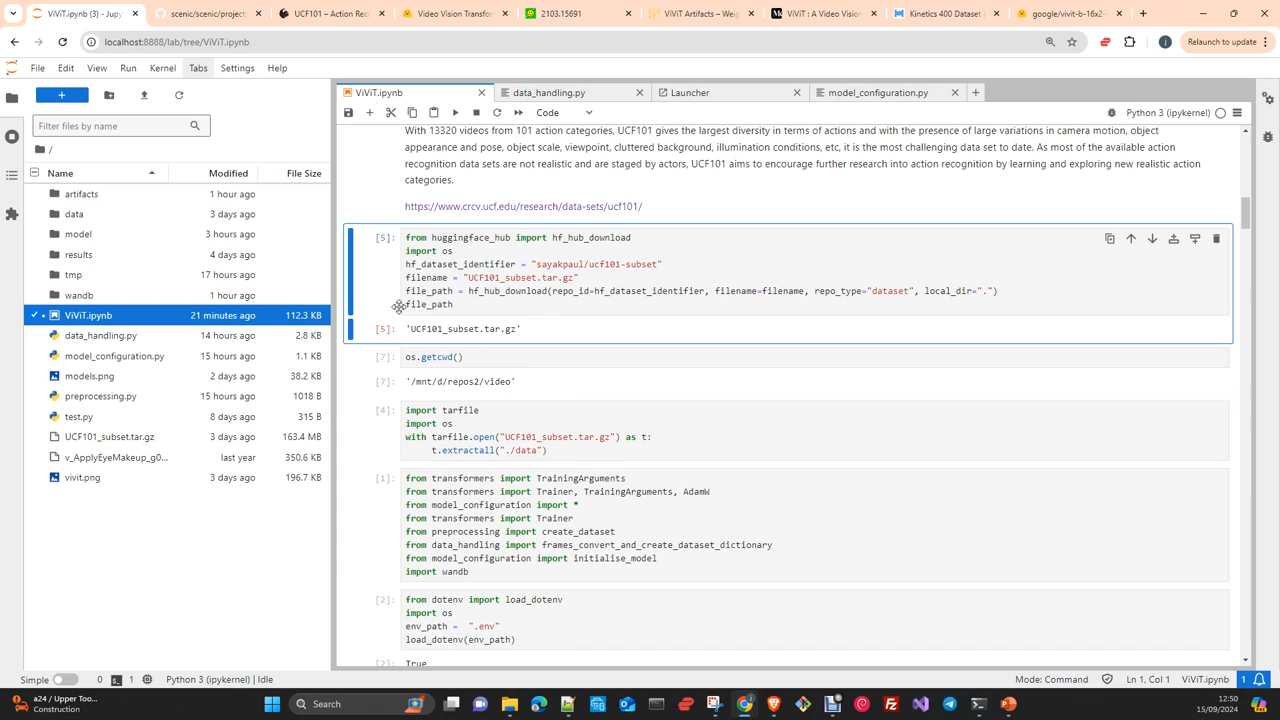 ViViT.ipynb (1) - Jupyt
scenic/scenic/project
UCF101 – Action Reco
Video Vision Transfor
2103.15691
ViViT Artifacts – Weig
ViViT : A Video Vision
Kinetics 400 Dataset
google/vivit-b-16x2-
localhost:8888/lab/tree/ViViT.ipynb
Relaunch to update
File Edit View Run Kernel Tabs Settings Help
ViViT.ipynb
data_handling.py
Launcher
model_configuration.py
Code
Python 3 (ipykernel)
Filter files by name
/
Name Modified File Size
artifacts 1 hour ago
data 3 days ago
model 3 hours ago
results 2 days ago
tmp 17 hours ago
wandb 1 hour ago
ViViT.ipynb 21 minutes ago 112.3 KB
data_handling.py 14 hours ago 2.8 KB
model_configuration.py 15 hours ago 1.1 KB
models.png 2 days ago 38.2 KB
preprocessing.py 15 hours ago 1018 B
test.py 8 days ago 315 B
UCF101_subset.tar.gz 3 days ago 163.4 MB
v_ApplyEyeMakeup_g0... last year 350.6 KB
vivit.png 3 days ago 196.7 KB
With 13320 videos from 101 action categories, UCF101 gives the largest diversity in terms of actions and with the presence of large variations in camera motion, object
appearance and pose, object scale, viewpoint, cluttered background, illumination conditions, etc, it is the most challenging data set to date. As most of the available action
recognition data sets are not realistic and are staged by actors, UCF101 aims to encourage further research into action recognition by learning and exploring new realistic action
categories.
https://www.crcv.ucf.edu/research/data-sets/ucf101/
[5]: from huggingface_hub import hf_hub_download
import os
hf_dataset_identifier = "sayakpaul/ucf101-subset"
filename = "UCF101_subset.tar.gz"
file_path = hf_hub_download(repo_id=hf_dataset_identifier, filename=filename, repo_type="dataset", local_dir=".")
file_path
[5]: 'UCF101_subset.tar.gz'
[7]: os.getcwd()
[7]: '/mnt/d/repos2/video'
[4]: import tarfile
import os
with tarfile.open("UCF101_subset.tar.gz") as t:
t.extractall("./data")
[1]: from transformers import TrainingArguments
from transformers import Trainer, TrainingArguments, AdamW
from model_configuration import *
from transformers import Trainer
from preprocessing import create_dataset
from data_handling import frames_convert_and_create_dataset_dictionary
from model_configuration import initialise_model
import wandb
[2]: from dotenv import load_dotenv
import os
env_path = ".env"
load_dotenv(env_path)
[2]: True
Simple 0 1 Python 3 (ipykernel) | Idle
Mode: Command Ln 1, Col 1 ViViT.ipynb 1
a24 / Upper Too...
Construction
Search
12:50
15/09/2024